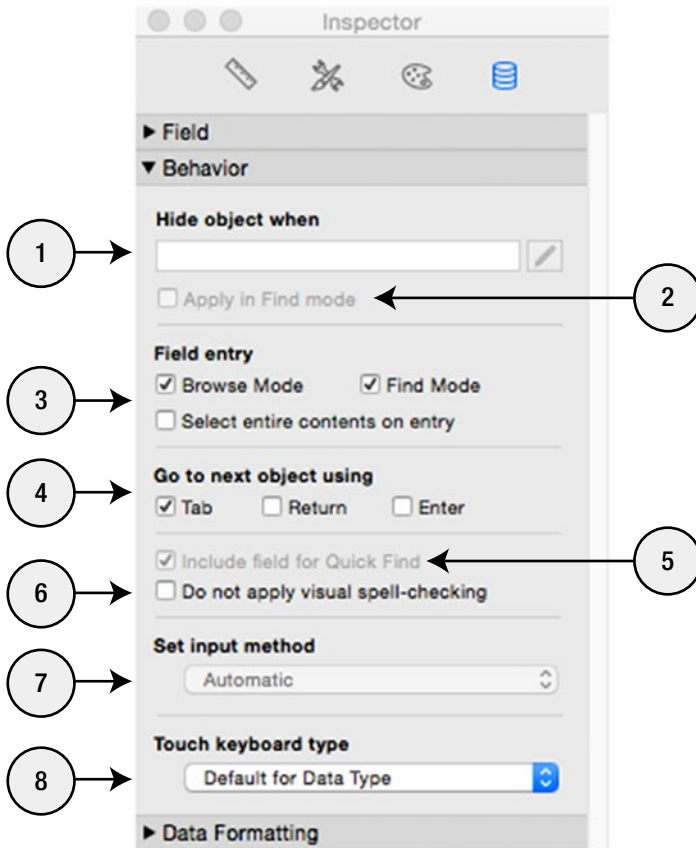 Inspector
Field
Behavior
Hide object when
1
Apply in Find mode
2
Field entry
Browse Mode Find Mode
3
Select entire contents on entry
Go to next object using
4
Tab Return Enter
Include field for Quick Find
5
6
Do not apply visual spell-checking
Set input method
7
Automatic
Touch keyboard type
8
Default for Data Type
Data Formatting